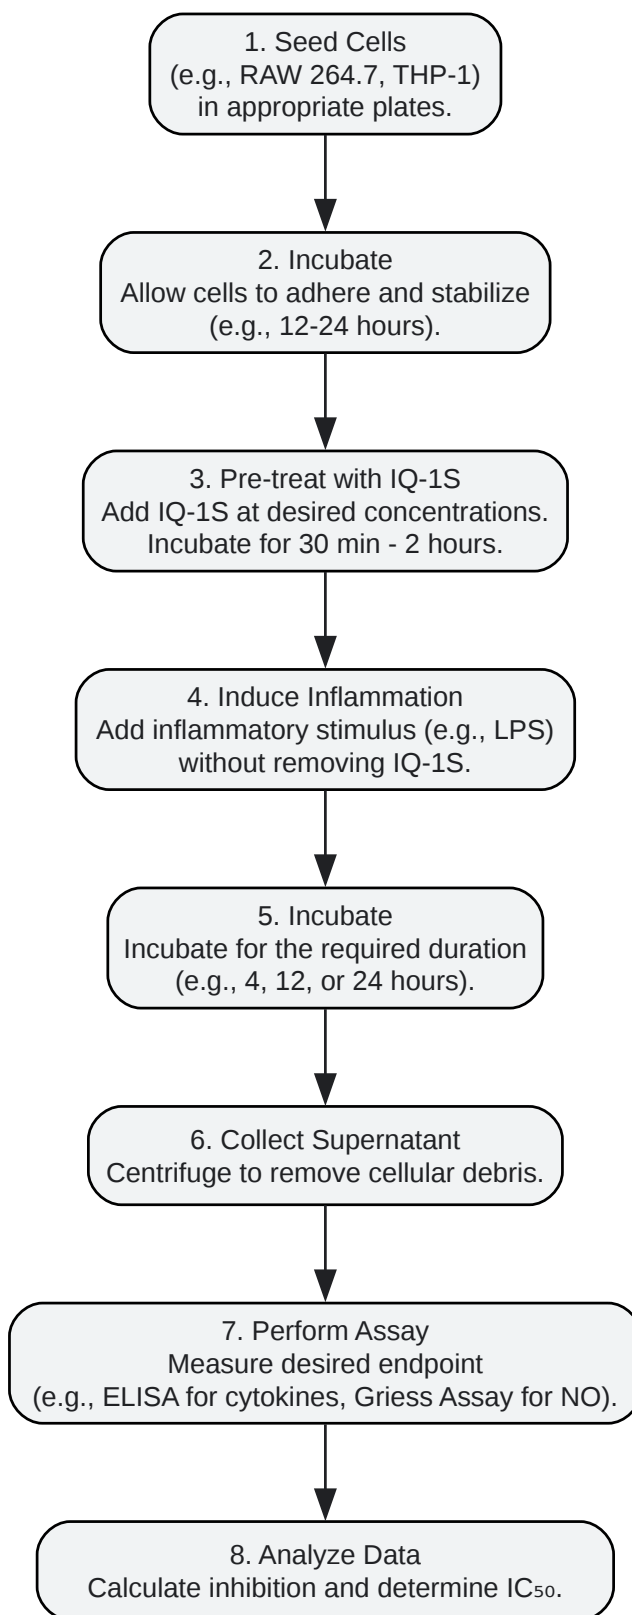 1. Seed Cells
(e.g., RAW 264.7, THP-1)
in appropriate plates.
2. Incubate
Allow cells to adhere and stabilize
(e.g., 12-24 hours).
3. Pre-treat with IQ-1S
Add IQ-1S at desired concentrations.
Incubate for 30 min - 2 hours.
4. Induce Inflammation
Add inflammatory stimulus (e.g., LPS)
without removing IQ-1S.
5. Incubate
Incubate for the required duration
(e.g., 4, 12, or 24 hours).
6. Collect Supernatant
Centrifuge to remove cellular debris.
7. Perform Assay
Measure desired endpoint
(e.g., ELISA for cytokines, Griess Assay for NO).
8. Analyze Data
Calculate inhibition and determine IC₅₀.